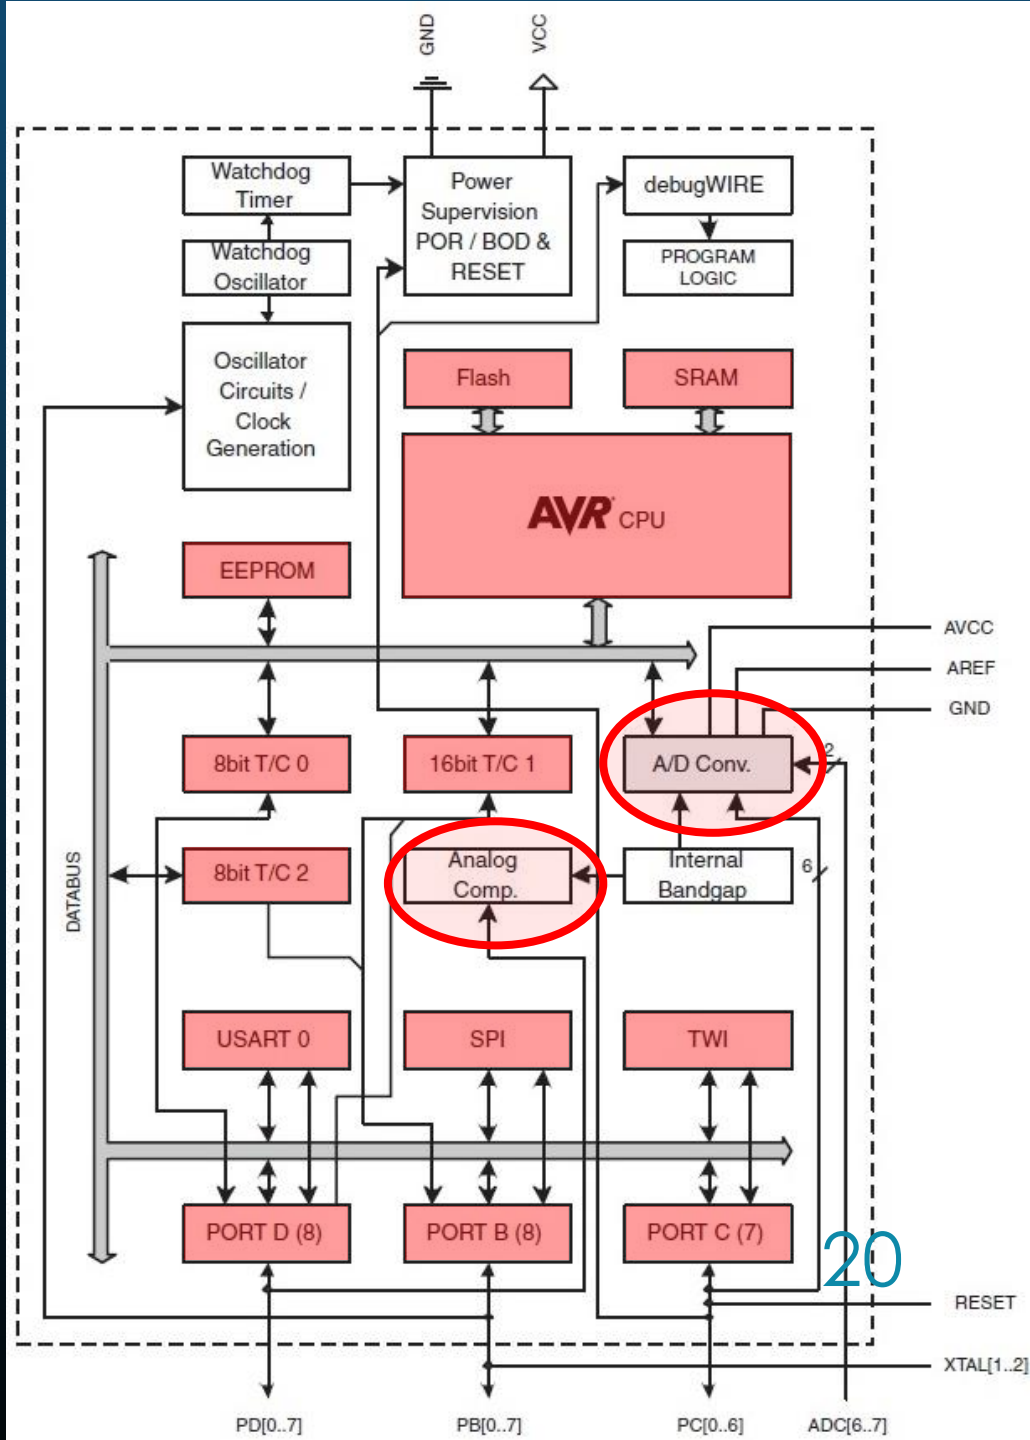 GND
VCC
Watchdog
Timer
Power
Supervision
POR / BOD &
RESET
debugWIRE
Watchdog
Oscillator
PROGRAM
LOGIC
Oscillator
Circuits /
Clock
Generation
Flash
SRAM
AVR CPU
EEPROM
AVCC
AREF
GND
8bit T/C 0
16bit T/C 1
A/D Conv.
2
8bit T/C 2
Analog
Comp.
Internal
Bandgap
6
DATABUS
USART 0
SPI
TWI
PORT D (8)
PORT B (8)
PORT C (7)
20
RESET
XTAL[1..2]
PD[0..7]
PB[0..7]
PC[0..6]
ADC[6..7]